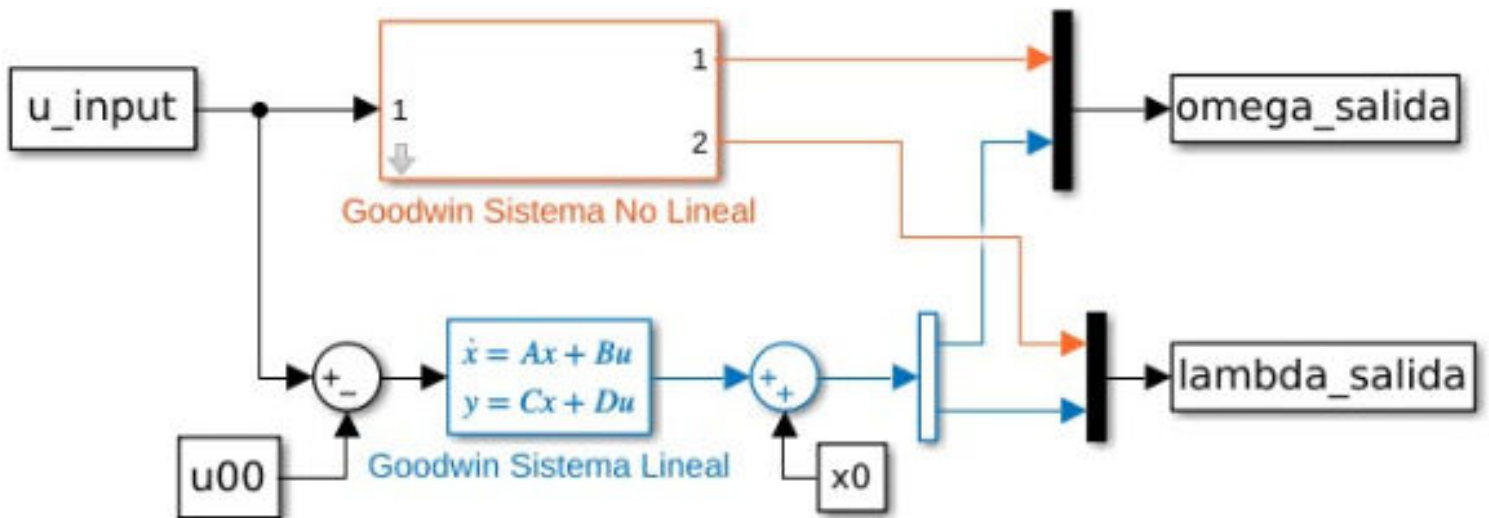 u_input
1
1
2
Goodwin Sistema No Lineal
omega_salida
+
−
u00
ẋ = Ax + Bu
y = Cx + Du
Goodwin Sistema Lineal
+
+
x0
lambda_salida